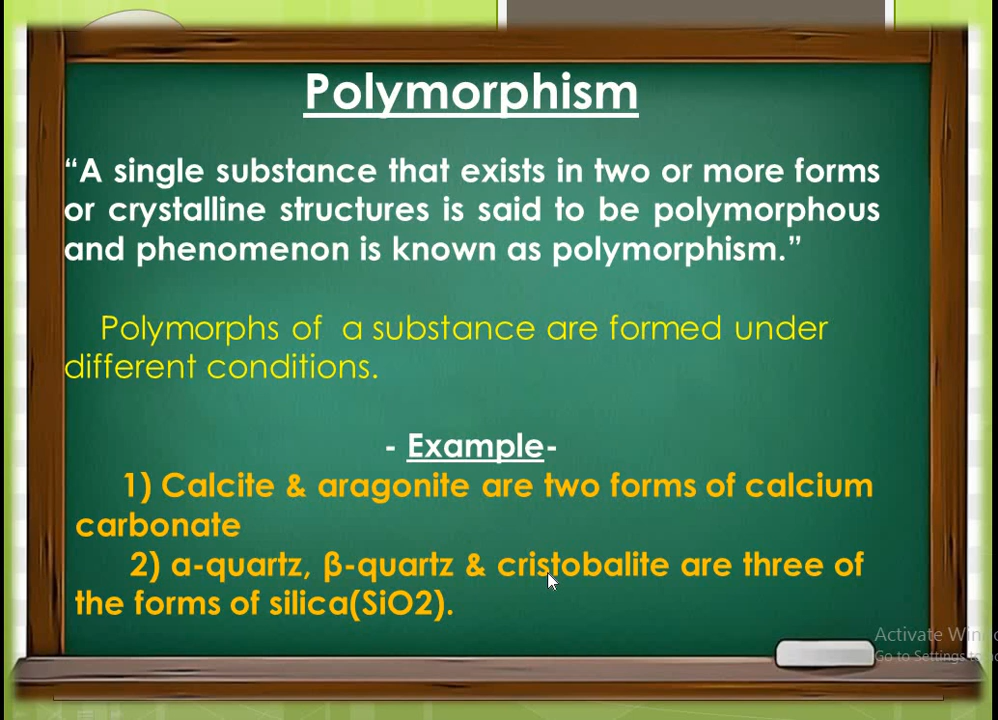 Polymorphism
“A single substance that exists in two or more forms
or crystalline structures is said to be polymorphous
and phenomenon is known as polymorphism.”
Polymorphs of a substance are formed under
different conditions.
- Example-
1) Calcite & aragonite are two forms of calcium
carbonate
2) α-quartz, β-quartz & cristobalite are three of
the forms of silica(SiO2).
Activate
Go to Settings